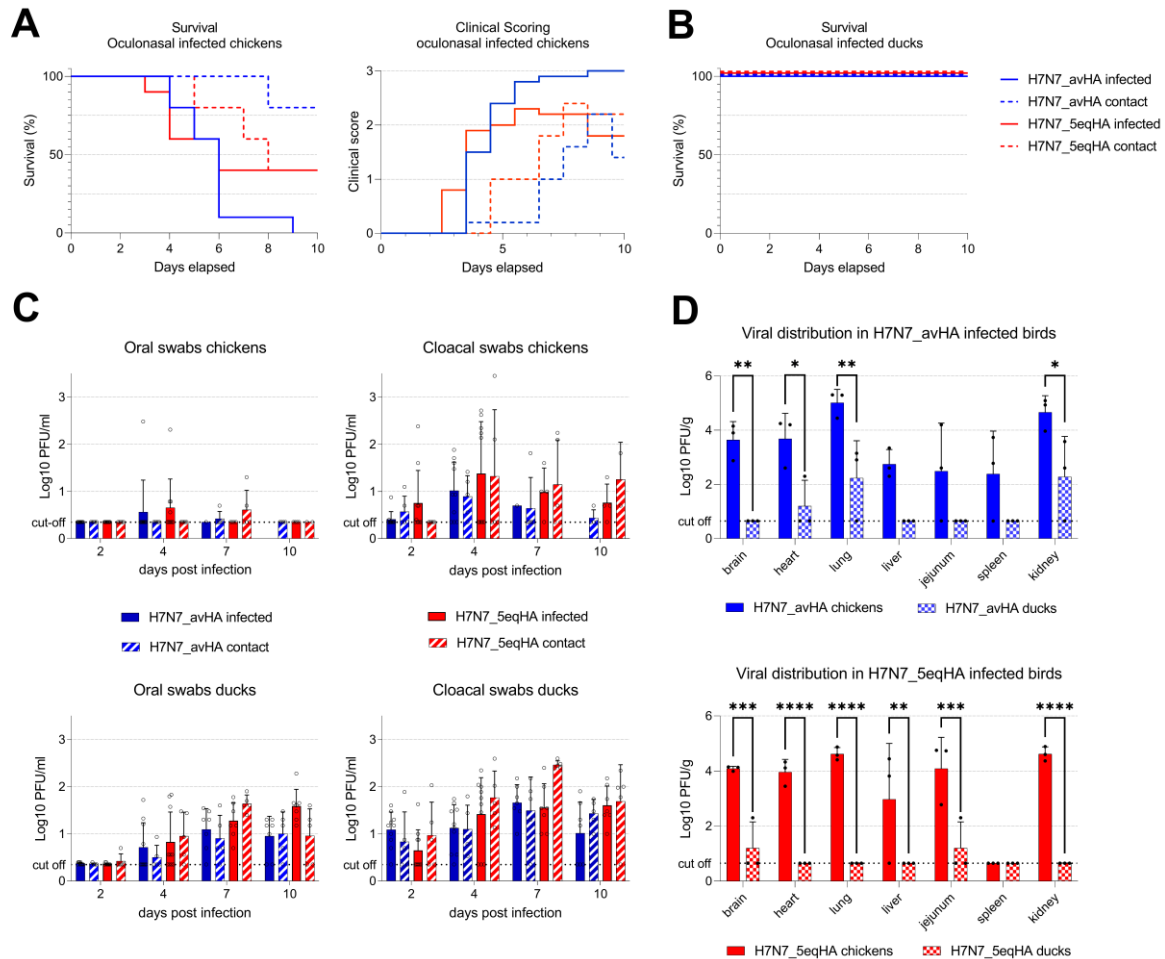 A
Survival
Oculonasal infected chickens
Survival (%)
100
50
0
0 2 4 6 8 10
Days elapsed
Clinical Scoring
oculonasal infected chickens
Clinical score
3
2
1
0
0 5 10
Days elapsed
B
Survival
Oculonasal infected ducks
Survival (%)
100
50
0
0 2 4 6 8 10
Days elapsed
H7N7_avHA infected
H7N7_avHA contact
H7N7_5eqHA infected
H7N7_5eqHA contact
C
Oral swabs chickens
Log10 PFU/ml
3
2
1
cut-off
0
2 4 7 10
days post infection
Cloacal swabs chickens
Log10 PFU/ml
3
2
1
cut-off
0
2 4 7 10
days post infection
H7N7_avHA infected
H7N7_avHA contact
H7N7_5eqHA infected
H7N7_5eqHA contact
Oral swabs ducks
Log10 PFU/ml
3
2
1
cut off
0
2 4 7 10
days post infection
Cloacal swabs ducks
Log10 PFU/ml
3
2
1
cut off
0
2 4 7 10
days post infection
D
Viral distribution in H7N7_avHA infected birds
** * ** *
Log10 PFU/g
6
4
2
cut off
0
brain heart lung liver jejunum spleen kidney
H7N7_avHA chickens H7N7_avHA ducks
Viral distribution in H7N7_5eqHA infected birds
*** **** **** ** *** ****
Log10 PFU/g
6
4
2
cut off
0
brain heart lung liver jejunum spleen kidney
H7N7_5eqHA chickens H7N7_5eqHA ducks